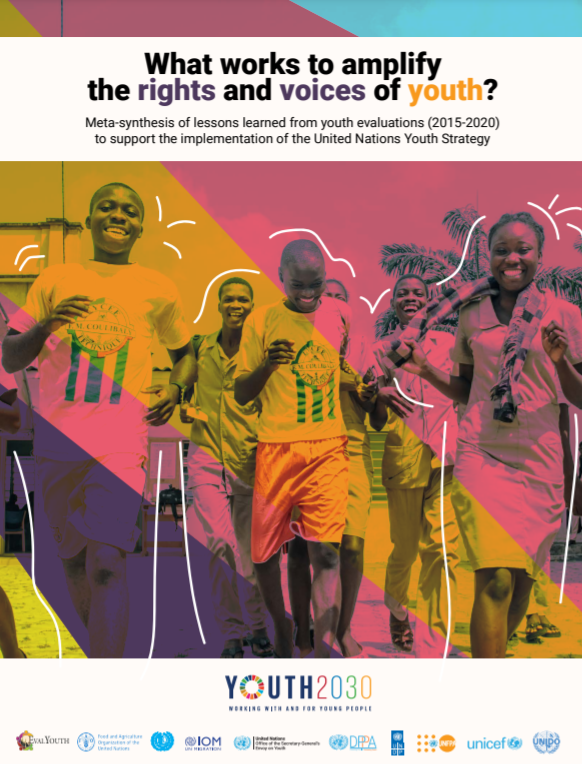 What works to amplify
the rights and voices of youth?
Meta-synthesis of lessons learned from youth evaluations (2015-2020)
to support the implementation of the United Nations Youth Strategy
YOUTH2030
WORKING WITH AND FOR YOUNG PEOPLE
EVALYOUTH
Food and Agriculture
Organization of the
United Nations
IOM
UN MIGRATION
United Nations
Office of the Secretary-General's
Envoy on Youth
DPPA
UNFPA
unicef
UNIDO